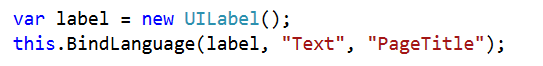 var label = new UILabel();
this.BindLanguage(label, "Text", "PageTitle");